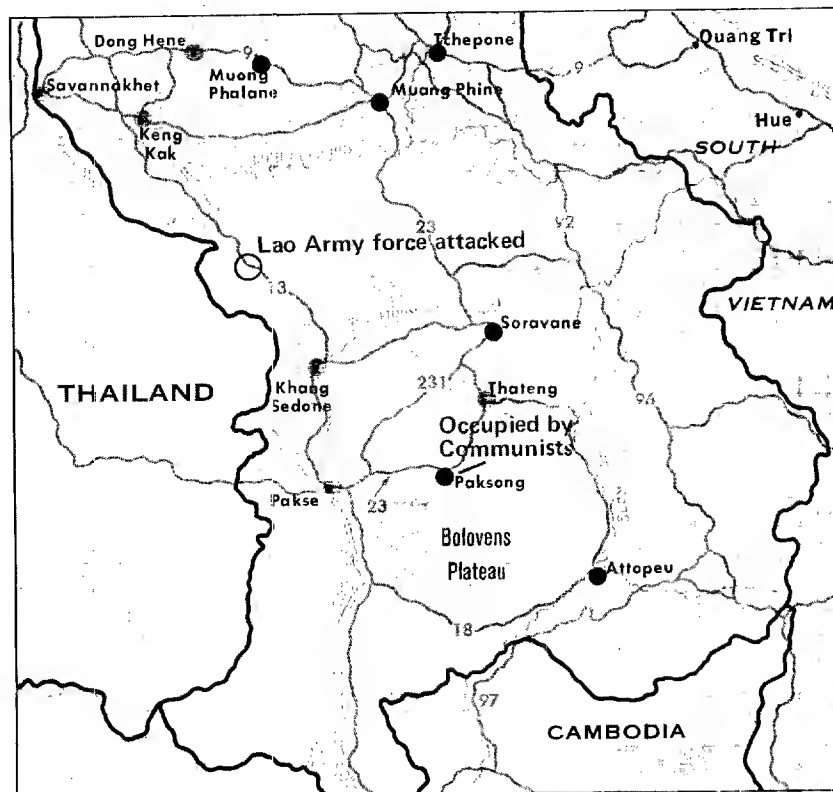 Dong Hene
9
Muong
Phalane
Tchepone
9
Quang Tri
Savannakhet
Muang Phine
Keng
Kak
Hue
SOUTH
23
92
Lao Army force attacked
13
VIETNAM
Soravane
THAILAND
Khang
Sedone
231
Thateng
96
Occupied by
Communists
Pakse
23
Paksong
Bolovens
Plateau
Attopeu
18
97
CAMBODIA